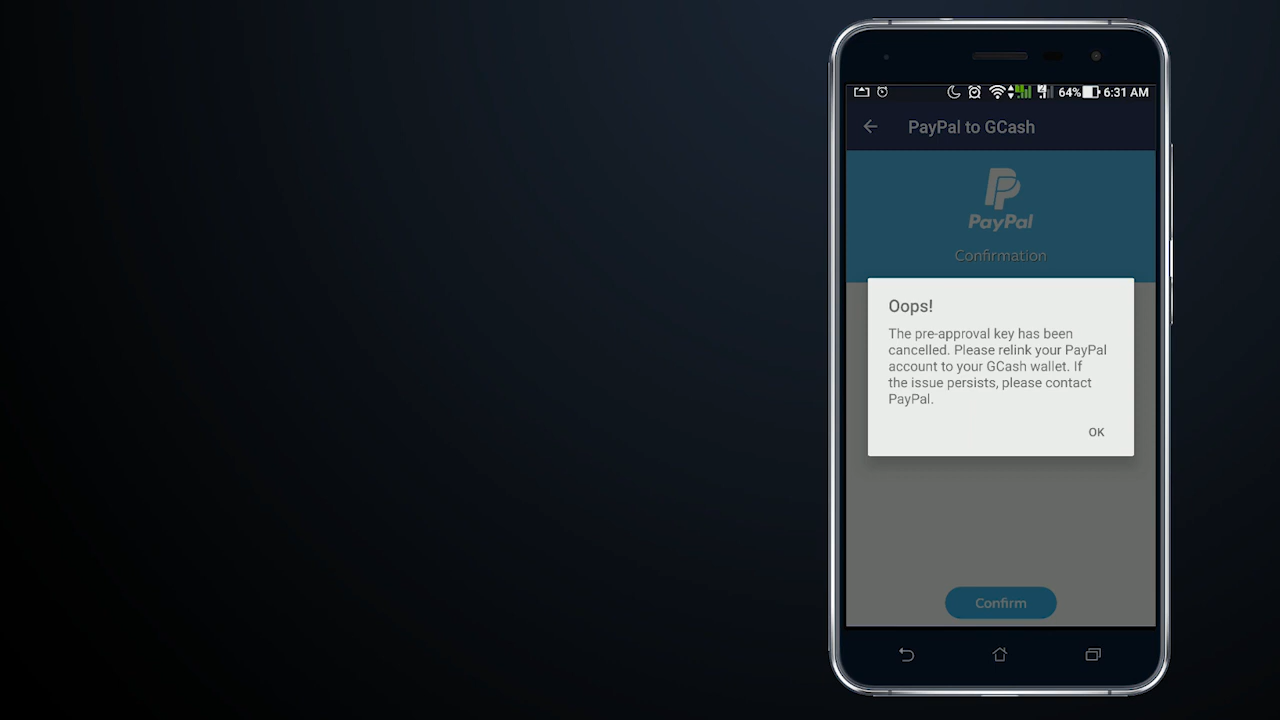 64% 6:31 AM
PayPal to GCash
PayPal
Confirmation
Oops!
The pre-approval key has been
cancelled. Please relink your PayPal
account to your GCash wallet. If
the issue persists, please contact
PayPal.
OK
Confirm